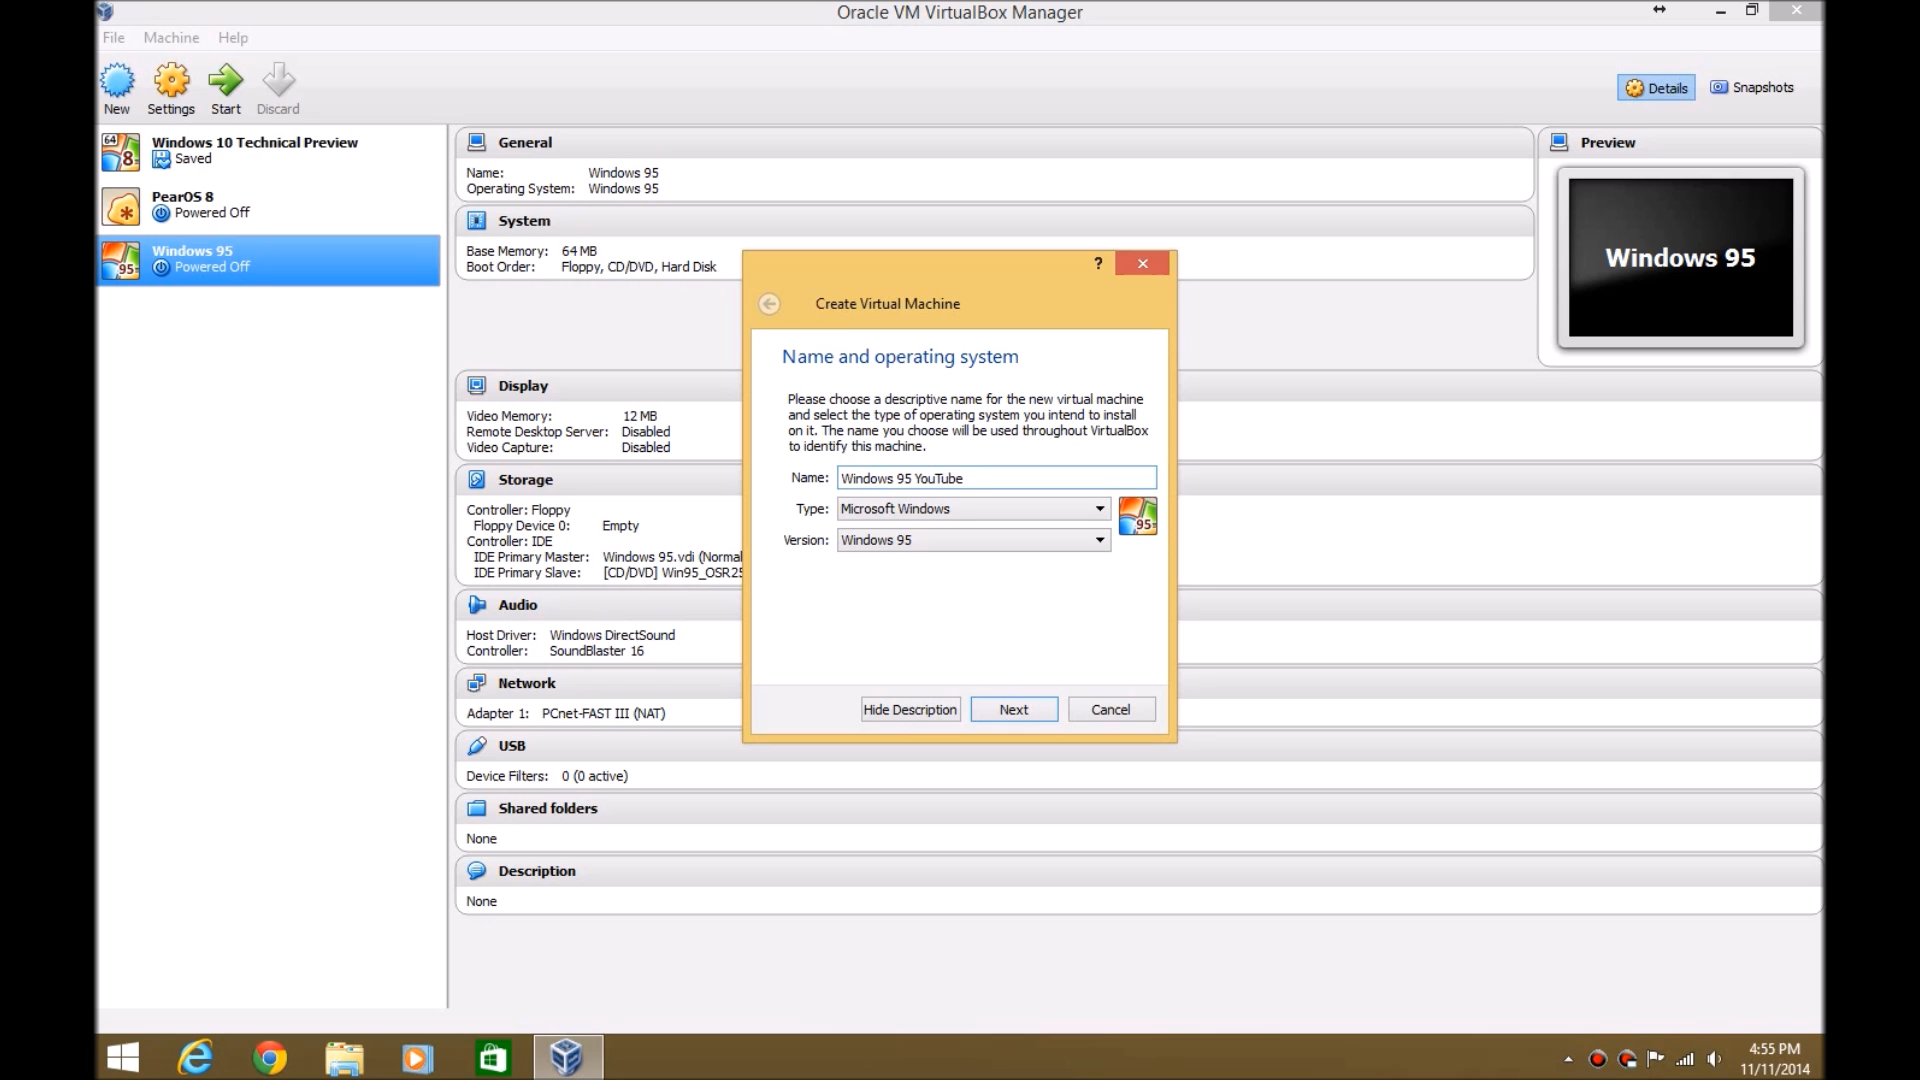 Oracle VM VirtualBox Manager
File Machine Help
New Settings Start Discard
Details Snapshots
64
8
Windows 10 Technical Preview
Saved
PearOS 8
Powered Off
95
Windows 95
Powered Off
General
Name: Windows 95
Operating System: Windows 95
System
Base Memory: 64 MB
Boot Order: Floppy, CD/DVD, Hard Disk
Preview
Windows 95
Display
Video Memory: 12 MB
Remote Desktop Server: Disabled
Video Capture: Disabled
Storage
Controller: Floppy
Floppy Device 0: Empty
Controller: IDE
IDE Primary Master: Windows 95.vdi (Normal
IDE Primary Slave: [CD/DVD] Win95_OSR25
Audio
Host Driver: Windows DirectSound
Controller: SoundBlaster 16
Network
Adapter 1: PCnet-FAST III (NAT)
USB
Device Filters: 0 (0 active)
Shared folders
None
Description
None
?
Create Virtual Machine
Name and operating system
Please choose a descriptive name for the new virtual machine
and select the type of operating system you intend to install
on it. The name you choose will be used throughout VirtualBox
to identify this machine.
Name: Windows 95 YouTube
Type: Microsoft Windows
95
Version: Windows 95
Hide Description Next Cancel
4:55 PM
11/11/2014